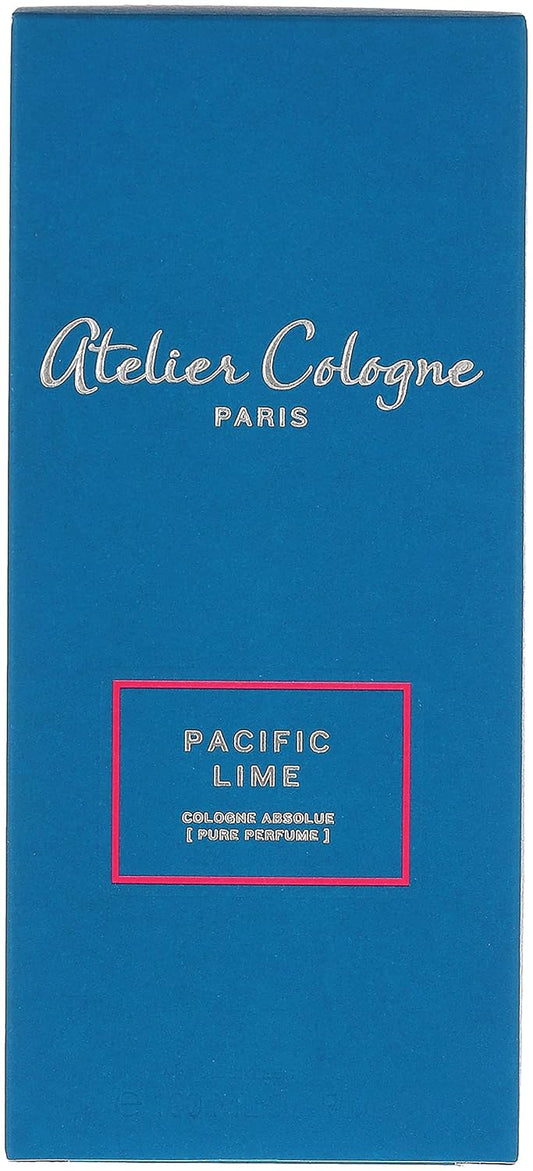 Atelier Cologne
PARIS
PACIFIC
LIME
COLOGNE ABSOLUE
[ PURE PERFUME ]